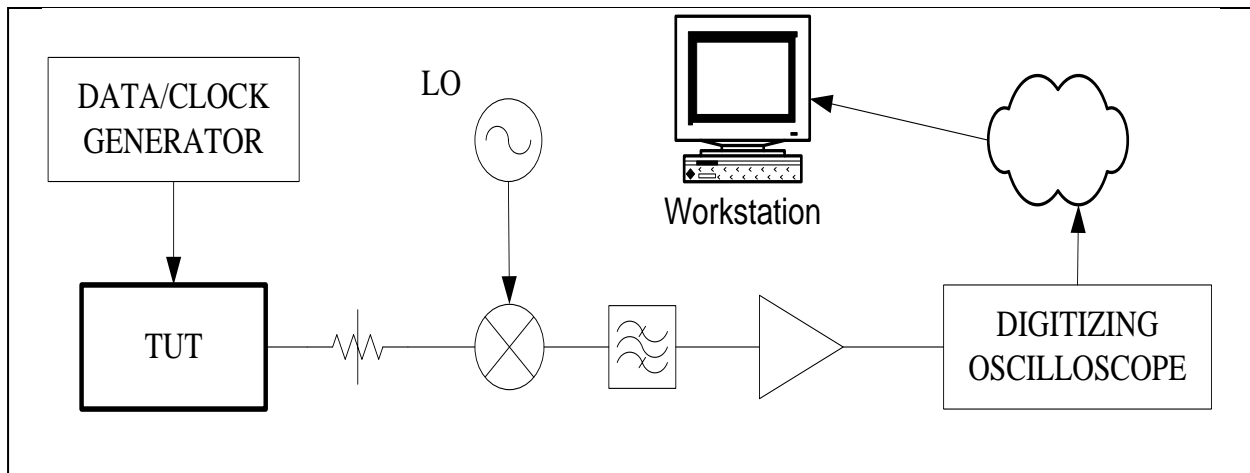 DATA/CLOCK
GENERATOR
LO
Workstation
TUT
DIGITIZING
OSCILLOSCOPE